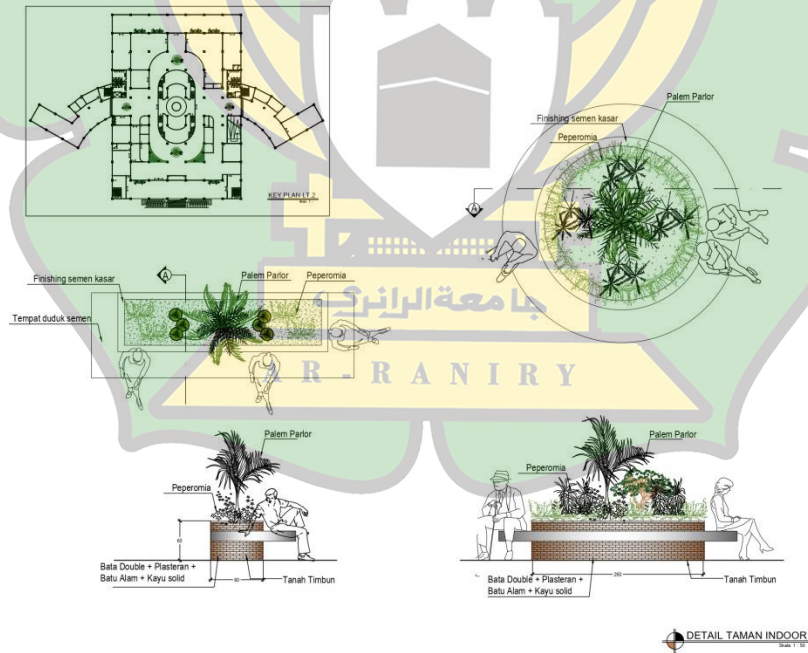 KEY PLAN LT 2
Palem Parlor
Finishing semen kasar
Peperomia
A
A
Finishing semen kasar
Palem Parlor
Peperomia
Tempat duduk semen
جامعة الرانري
AR-RANIRY
Palem Parlor
Peperomia
Bata Double + Plasteran +
Batu Alam + Kayu solid
Tanah Timbun
Palem Parlor
Peperomia
Bata Double + Plasteran +
Batu Alam + Kayu solid
Tanah Timbun
DETAIL TAMAN INDOOR